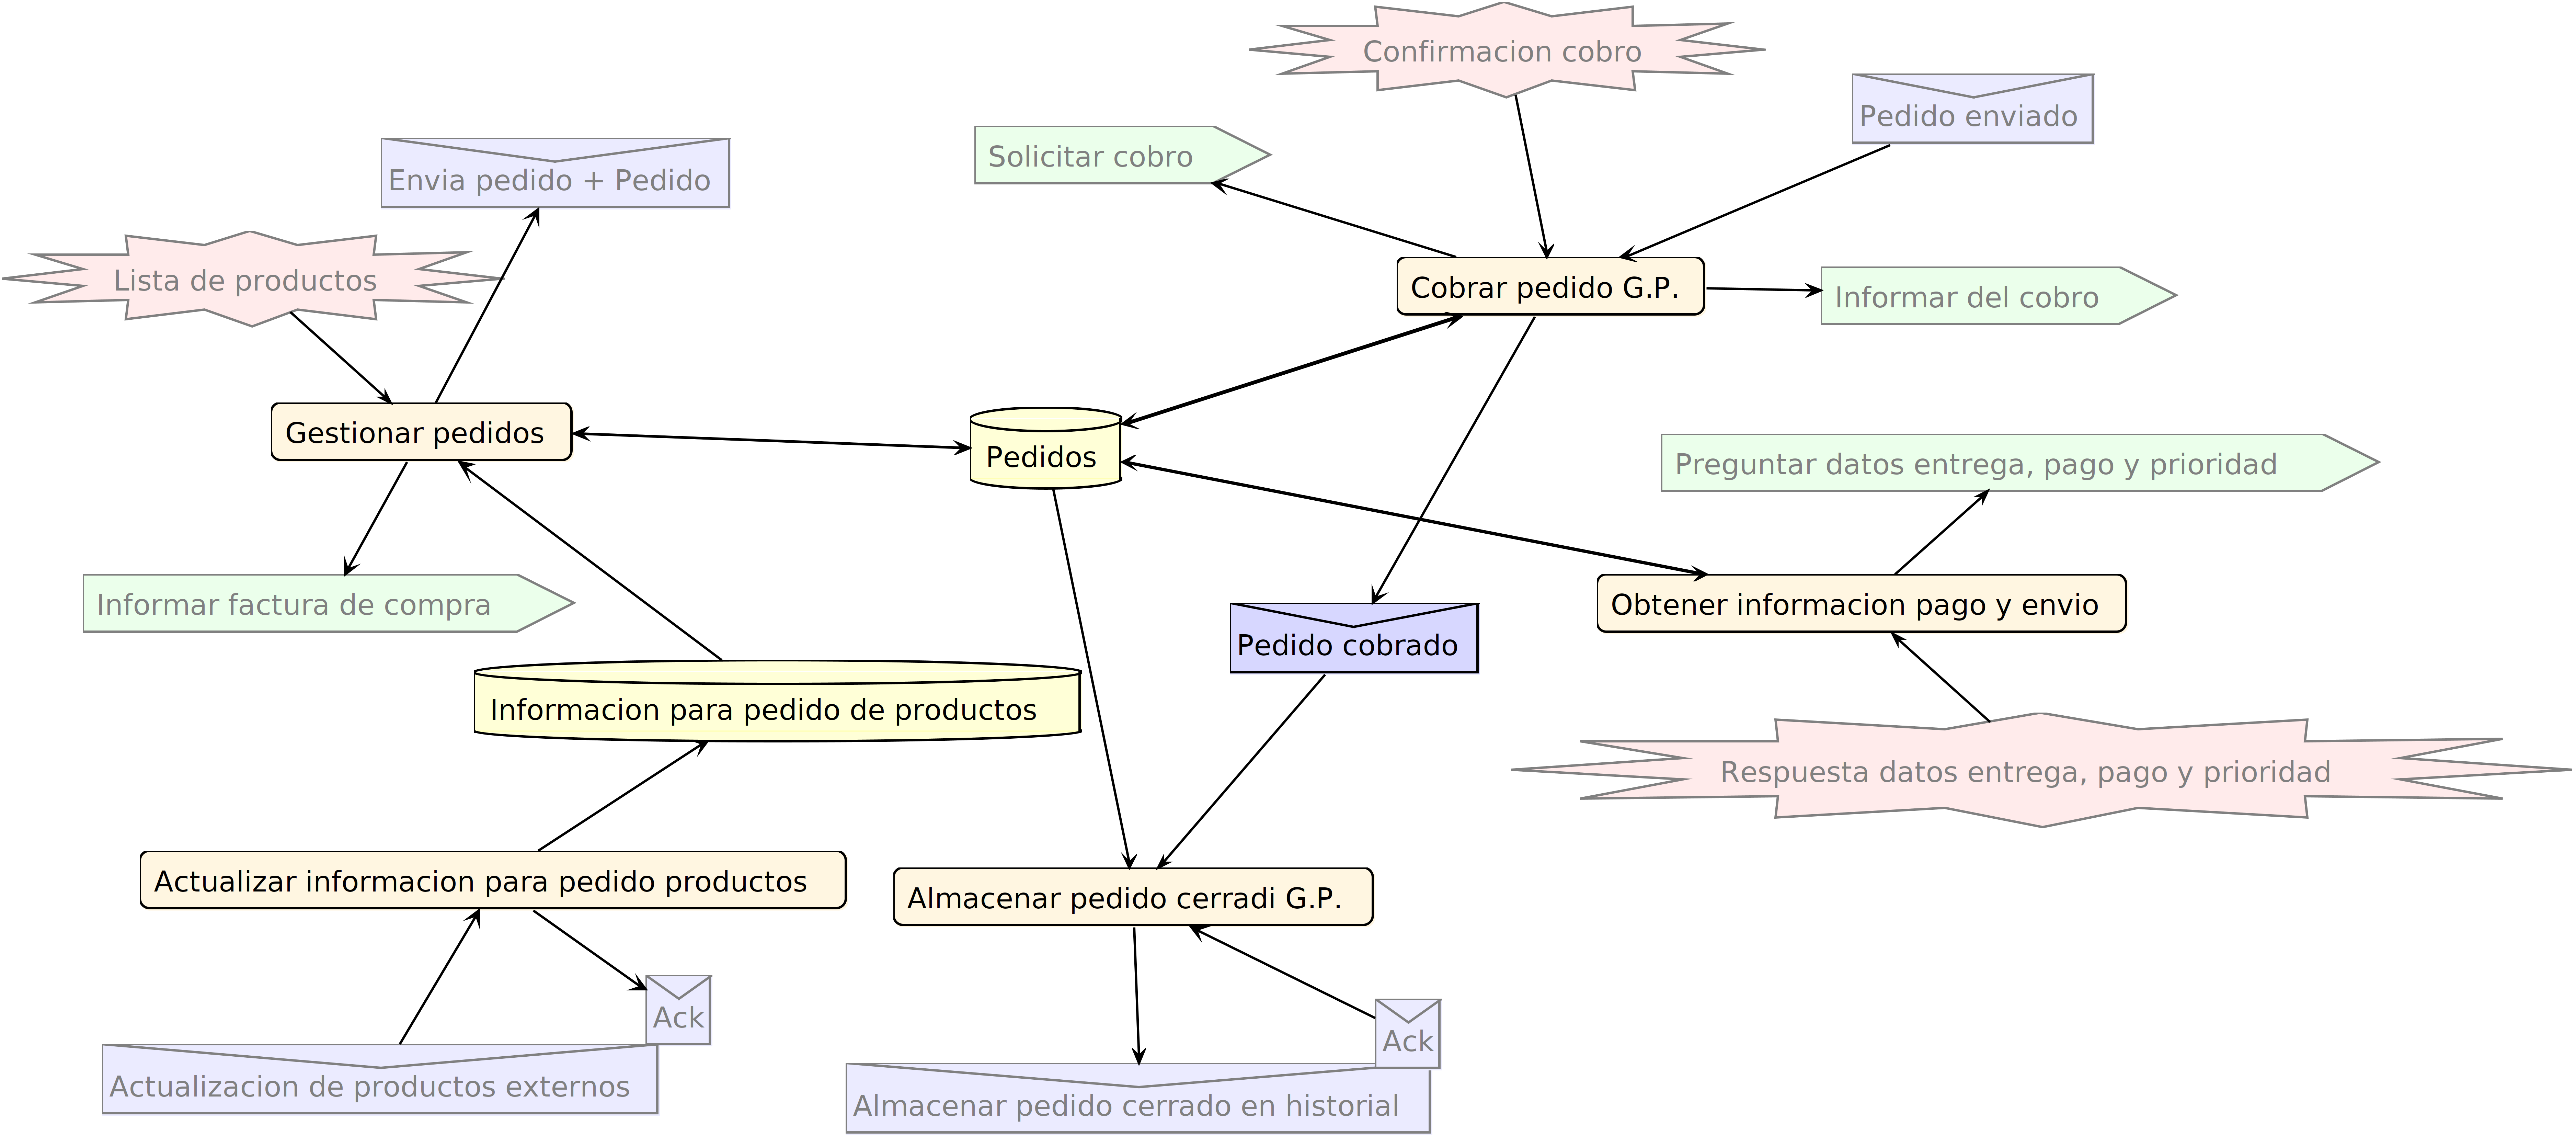 Confirmacion cobro
Pedido enviado
Solicitar cobro
Envia pedido + Pedido
Lista de productos
Cobrar pedido G.P.
Informar del cobro
Gestionar pedidos
Pedidos
Preguntar datos entrega, pago y prioridad
Informar factura de compra
Obtener informacion pago y envio
Pedido cobrado
Informacion para pedido de productos
Respuesta datos entrega, pago y prioridad
Actualizar informacion para pedido productos
Almacenar pedido cerradi G.P.
Ack
Ack
Actualizacion de productos externos
Almacenar pedido cerrado en historial